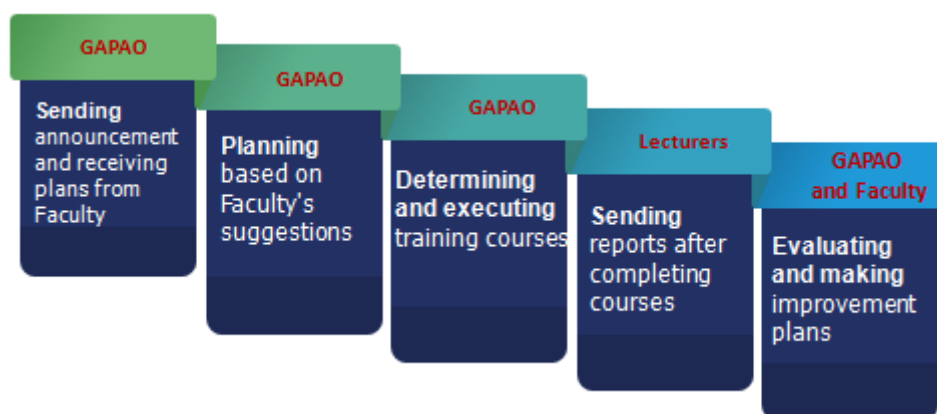 GAPAO
Sending
announcement
and receiving
plans from
Faculty
GAPAO
Planning
based on
Faculty's
suggestions
GAPAO
Determining
and executing
training courses
Lecturers
Sending
reports after
completing
courses
GAPAO
and Faculty
Evaluating
and making
improvement
plans